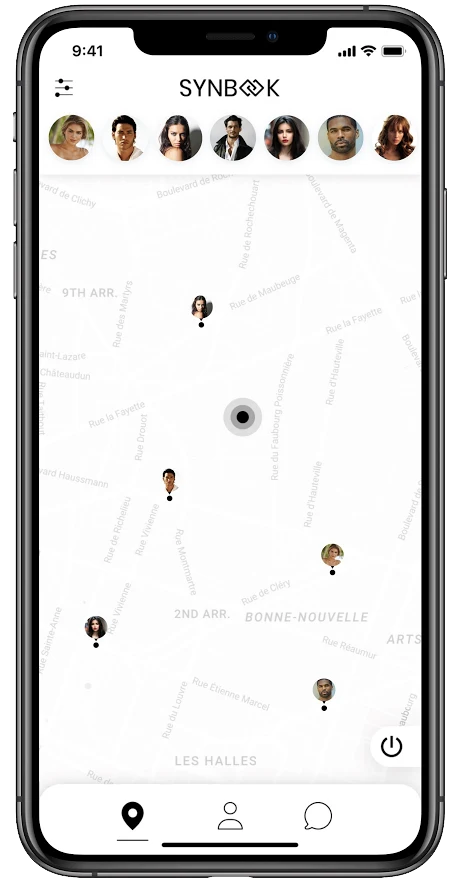 9:41
SYNBOOK
Boulevard de Clichy
Boulevard de
Rue de Rochechouart
Boulevard de Magenta
ES
9TH ARR.
Rue des Martyrs
Rue de Maubeuge
Rue la Fayette
aint-Lazare
Châteaudun
Rue la Fayette
Rue Drouot
Rue du Faubourg Poissonnière
Rue d'Hauteville
Rue d'Hauteville
vard Haussmann
Rue de Richelieu
Rue Vivienne
Rue Montmartre
Rue Vivienne
Rue de Cléry
2ND ARR.
BONNE-NOUVELLE
Rue Réaumur
ARTS
Rue Sainte-Anne
Rue du Louvre
Rue Étienne Marcel
LES HALLES